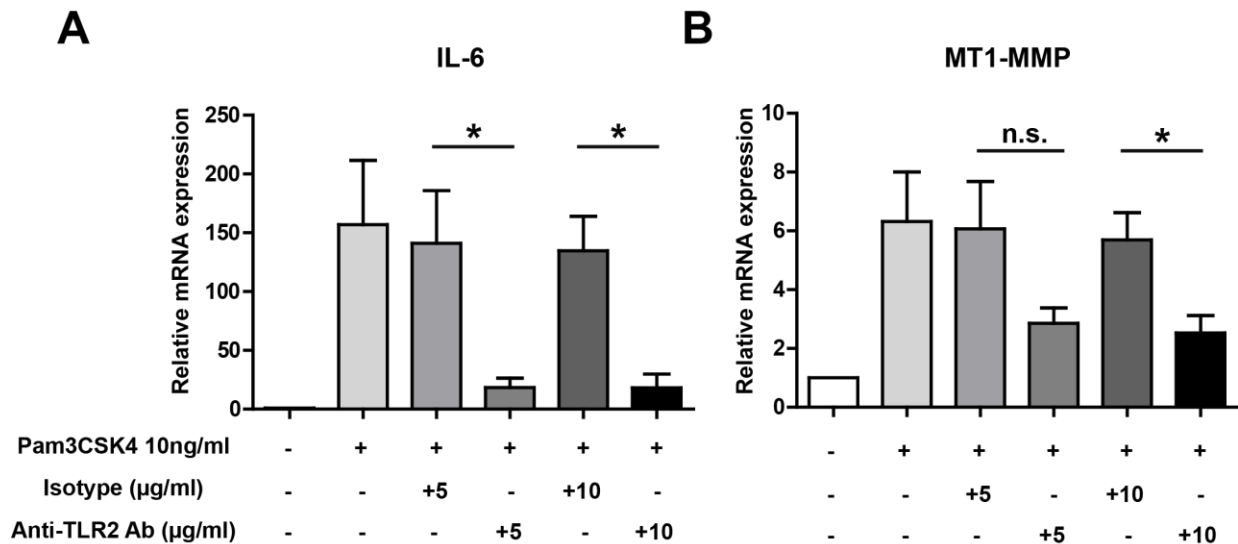 A
B
IL-6
MT1-MMP
Relative mRNA expression
250
200
150
100
50
0
* *
Relative mRNA expression
10
8
6
4
2
0
n.s. *
Pam3CSK4 10ng/ml - + + + + + - + + + + +
Isotype (µg/ml) - - +5 - +10 - - - +5 - +10 -
Anti-TLR2 Ab (µg/ml) - - - +5 - +10 - - - +5 - +10